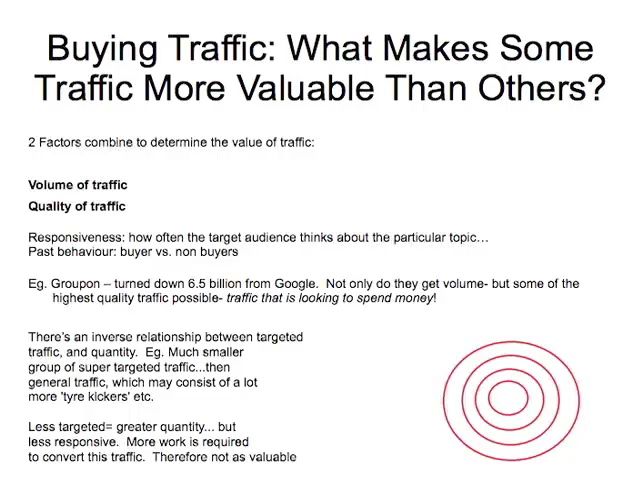 Buying Traffic: What Makes Some
Traffic More Valuable Than Others?
2 Factors combine to determine the value of traffic:
Volume of traffic
Quality of traffic
Responsiveness: how often the target audience thinks about the particular topic…
Past behaviour: buyer vs. non buyers
Eg. Groupon – turned down 6.5 billion from Google.  Not only do they get volume- but some of the
highest quality traffic possible- traffic that is looking to spend money!
There's an inverse relationship between targeted
traffic, and quantity.  Eg. Much smaller
group of super targeted traffic...then
general traffic, which may consist of a lot
more 'tyre kickers' etc.
Less targeted= greater quantity... but
less responsive.  More work is required
to convert this traffic.  Therefore not as valuable